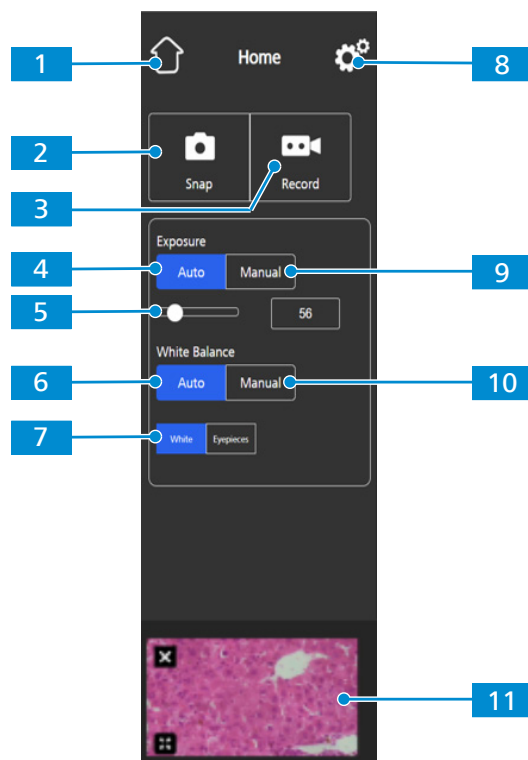 1
Home
8
2
Snap
Record
3
Exposure
4
Auto
Manual
9
5
56
White Balance
6
Auto
Manual
10
7
White
Eyepieces
11